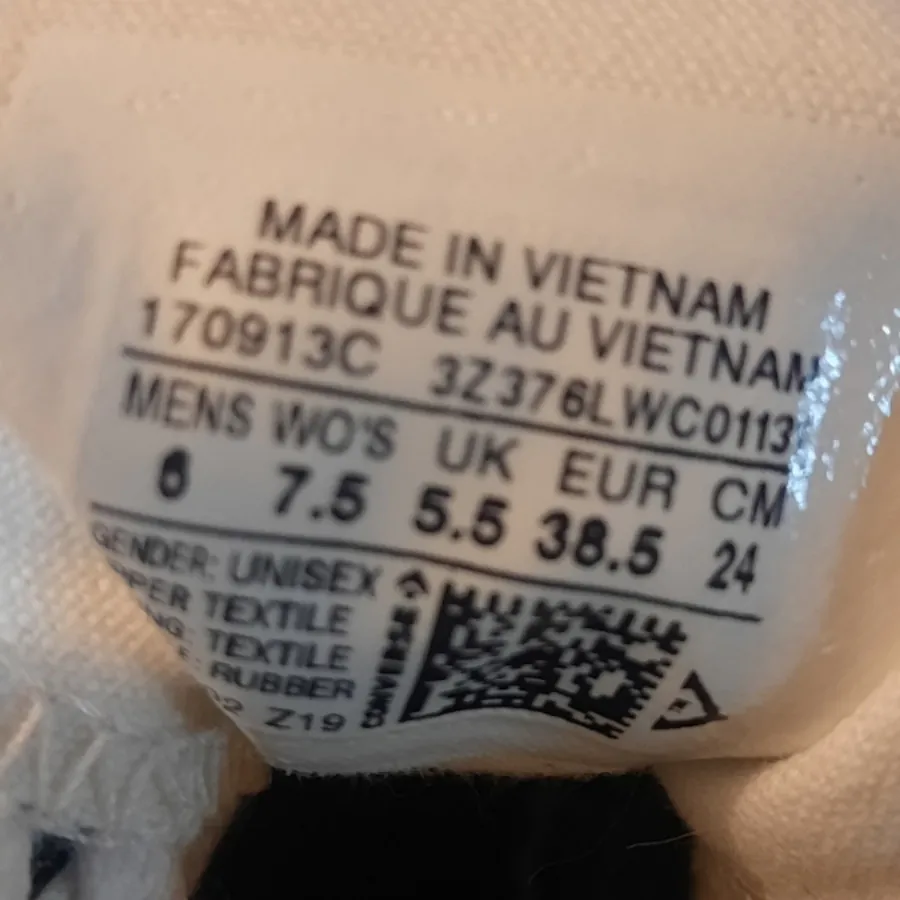 MADE IN VIETNAM
FABRIQUE AU VIETNAM
170913C 3Z376LWC0113
MENS WO'S UK EUR CM
6 7.5 5.5 38.5 24
GENDER: UNISEX
TEXTILE
TEXTILE
RUBBER
Z19
CONVERSE